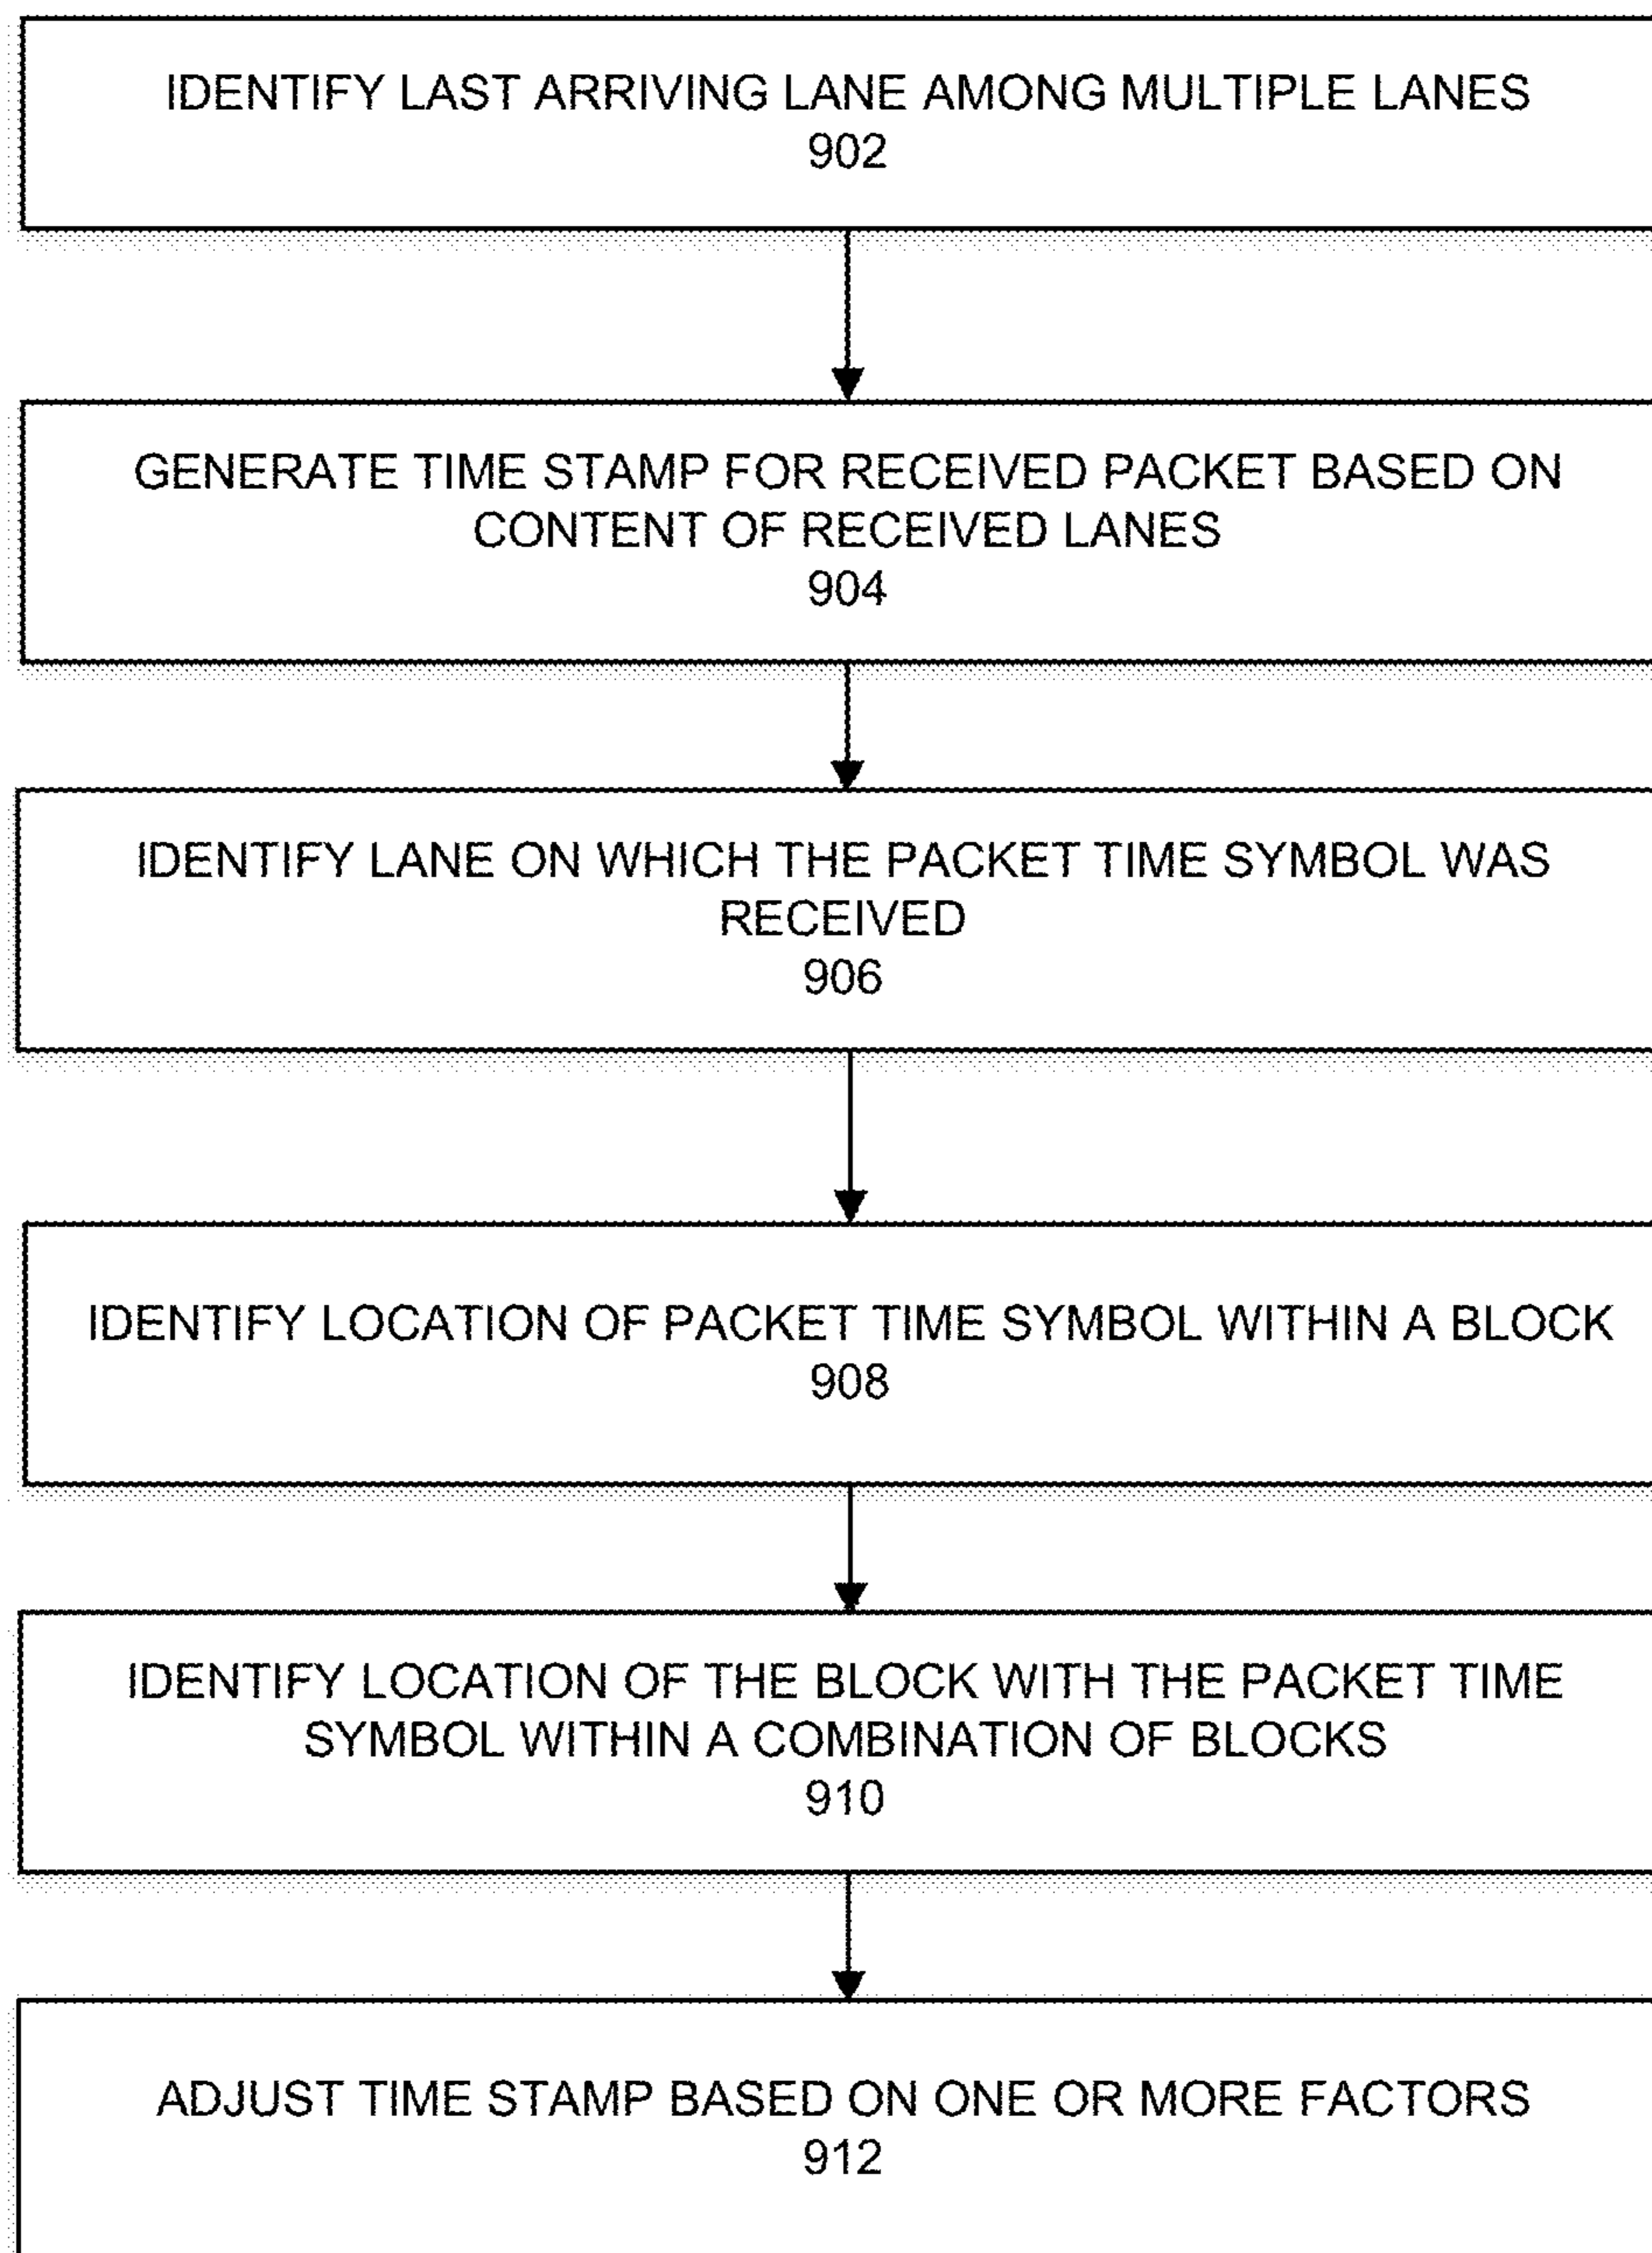 IDENTIFY LAST ARRIVING LANE AMONG MULTIPLE LANES
902
GENERATE TIME STAMP FOR RECEIVED PACKET BASED ON
CONTENT OF RECEIVED LANES
904
IDENTIFY LANE ON WHICH THE PACKET TIME SYMBOL WAS
RECEIVED
906
IDENTIFY LOCATION OF PACKET TIME SYMBOL WITHIN A BLOCK
908
IDENTIFY LOCATION OF THE BLOCK WITH THE PACKET TIME
SYMBOL WITHIN A COMBINATION OF BLOCKS
910
ADJUST TIME STAMP BASED ON ONE OR MORE FACTORS
912